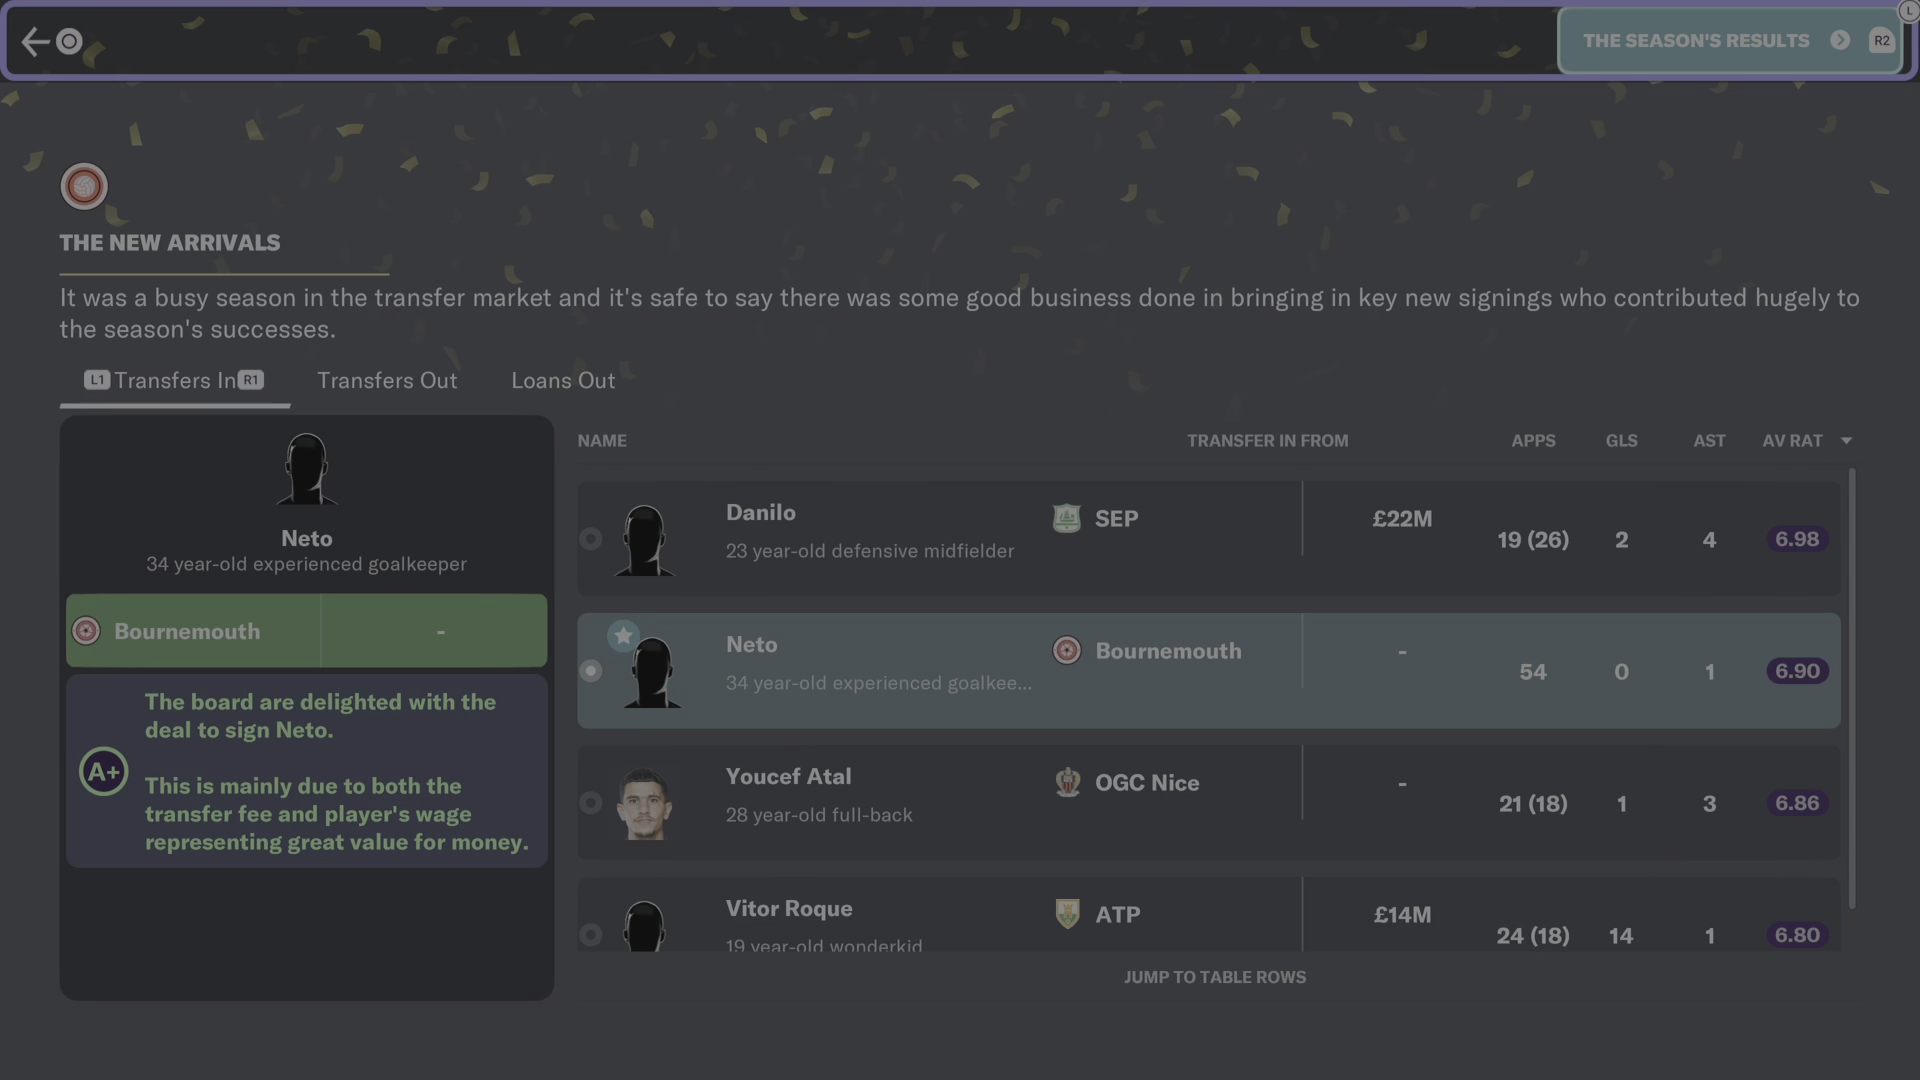 THE SEASON'S RESULTS
R2
L
THE NEW ARRIVALS
It was a busy season in the transfer market and it's safe to say there was some good business done in bringing in key new signings who contributed hugely to
the season's successes.
L1 Transfers In R1
Transfers Out
Loans Out
Neto
34 year-old experienced goalkeeper
Bournemouth -
A+
The board are delighted with the
deal to sign Neto.
This is mainly due to both the
transfer fee and player's wage
representing great value for money.
NAME TRANSFER IN FROM APPS GLS AST AV RAT
Danilo SEP £22M 19 (26) 2 4 6.98
23 year-old defensive midfielder
Neto Bournemouth - 54 0 1 6.90
34 year-old experienced goalkee...
Youcef Atal OGC Nice - 21 (18) 1 3 6.86
28 year-old full-back
Vitor Roque ATP £14M 24 (18) 14 1 6.80
19 year-old wonderkid
JUMP TO TABLE ROWS